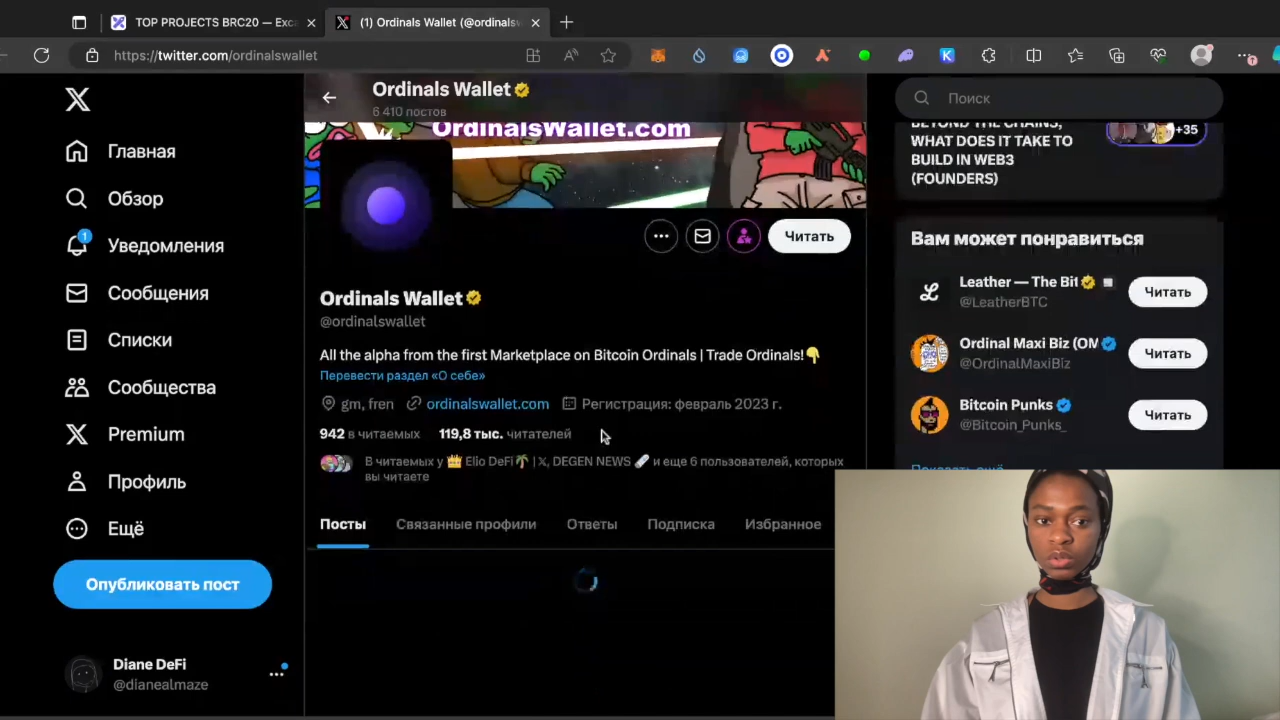 TOP PROJECTS BRC20 — Exca
(1) Ordinals Wallet (@ordinals
https://twitter.com/ordinalswallet
Ordinals Wallet
6 410 постов
OrdinalsWallet.com
Главная
Обзор
1
Уведомления
Сообщения
Списки
Сообщества
Premium
Профиль
Ещё
Опубликовать пост
Diane DeFi
@dianealmaze
Читать
Ordinals Wallet
@ordinalswallet
All the alpha from the first Marketplace on Bitcoin Ordinals | Trade Ordinals!👇
Перевести раздел «О себе»
gm, fren ordinalswallet.com Регистрация: февраль 2023 г.
942 в читаемых 119,8 тыс. читателей
В читаемых у 👑 Elio DeFi🌴 | 𝕏, DEGEN NEWS 🗞️ и еще 6 пользователей, которых
вы читаете
Посты Связанные профили Ответы Подписка Избранное
Поиск
BEYOND THE CHAINS,
WHAT DOES IT TAKE TO
BUILD IN WEB3
(FOUNDERS)
+35
Вам может понравиться
Leather — The Bit
@LeatherBTC
Читать
Ordinal Maxi Biz (OM
@OrdinalMaxiBiz
Читать
Bitcoin Punks
@Bitcoin_Punks_
Читать
Показать ещё